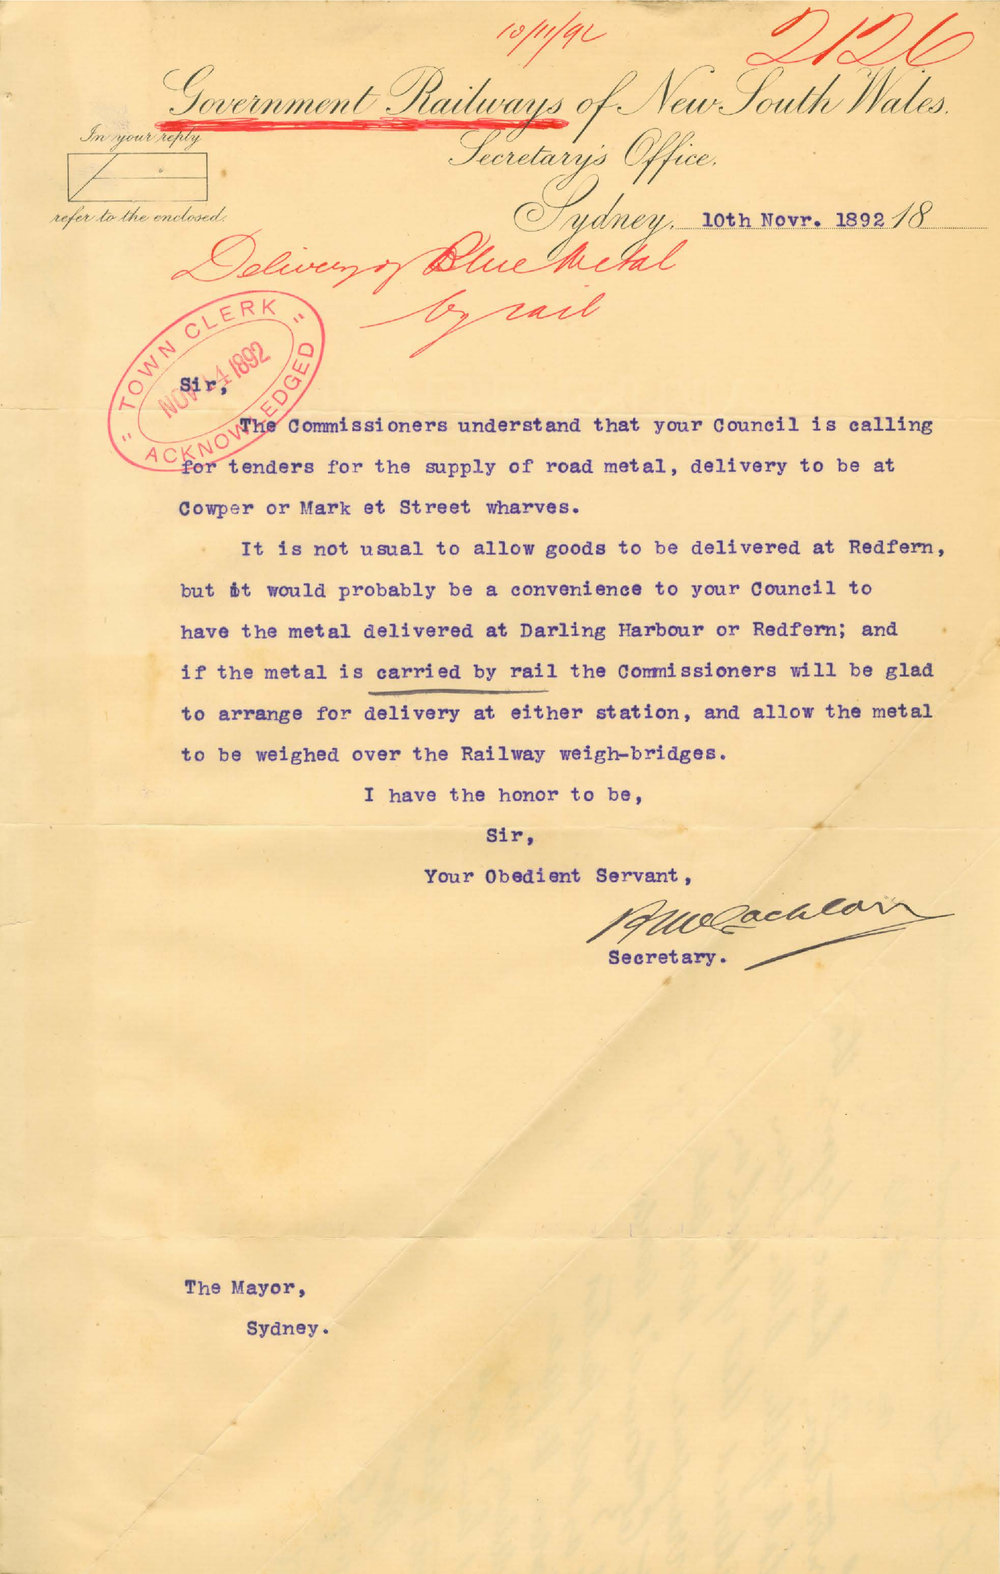 10/11/92
2126
Government Railways of New South Wales.
In your reply
refer to the enclosed.
Secretary's Office.
Sydney, 10th Novr. 1892 18
Delivery of Blue Metal
by rail
"TOWN CLERK"
NOV 14 1892
ACKNOWLEDGED
Sir,
The Commissioners understand that your Council is calling
for tenders for the supply of road metal, delivery to be at
Cowper or Mark et Street wharves.
It is not usual to allow goods to be delivered at Redfern,
but it would probably be a convenience to your Council to
have the metal delivered at Darling Harbour or Redfern; and
if the metal is carried by rail the Commissioners will be glad
to arrange for delivery at either station, and allow the metal
to be weighed over the Railway weigh-bridges.
I have the honor to be,
Sir,
Your Obedient Servant,
H McLachlan
Secretary.
The Mayor,
Sydney.